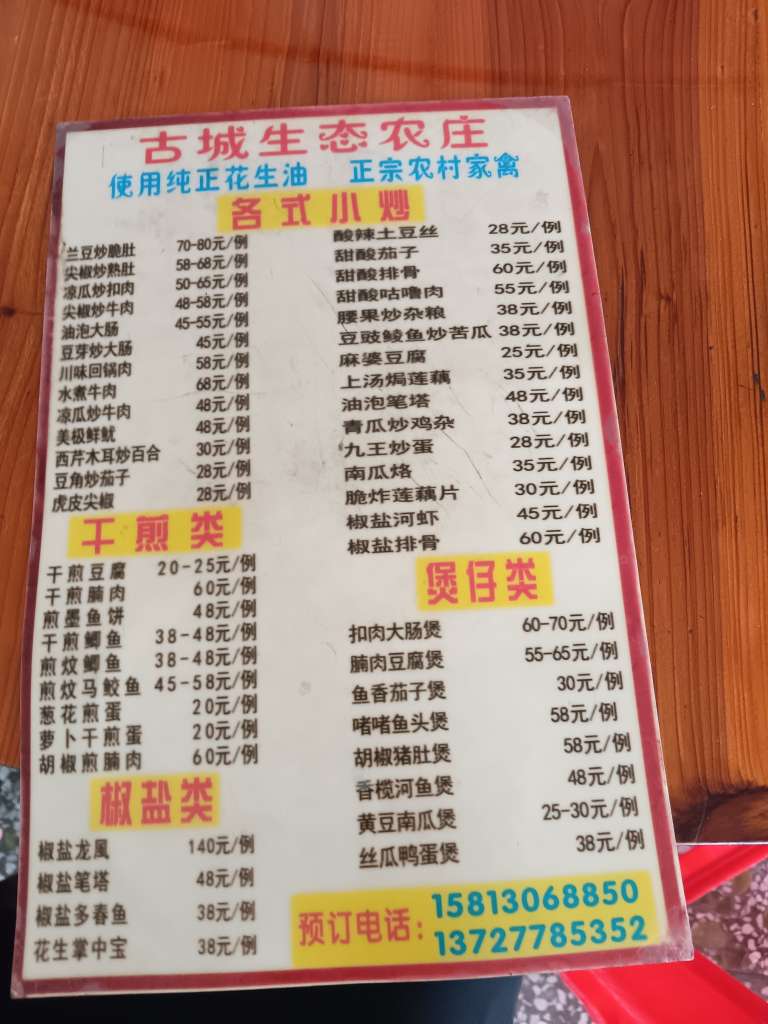 古城生态农庄
使用纯正花生油 正宗农村家禽
各式小炒
兰豆炒脆肚 70-80元/例
尖椒炒熟肚 58-68元/例
凉瓜炒扣肉 50-65元/例
尖椒炒牛肉 48-58元/例
油泡大肠 45-55元/例
豆芽炒大肠 45元/例
川味回锅肉 58元/例
水煮牛肉 68元/例
凉瓜炒牛肉 48元/例
美极鲜鱿 48元/例
西芹木耳炒百合 30元/例
豆角炒茄子 28元/例
虎皮尖椒 28元/例
酸辣土豆丝 28元/例
甜酸茄子 35元/例
甜酸排骨 60元/例
甜酸咕噜肉 55元/例
腰果炒杂粮 38元/例
豆豉鲮鱼炒苦瓜 38元/例
麻婆豆腐 25元/例
上汤焗莲藕 35元/例
油泡笔塔 48元/例
青瓜炒鸡杂 38元/例
九王炒蛋 28元/例
南瓜烙 35元/例
脆炸莲藕片 30元/例
椒盐河虾 45元/例
椒盐排骨 60元/例
干煎类
干煎豆腐 20-25元/例
干煎腩肉 60元/例
煎墨鱼饼 48元/例
干煎鲫鱼 38-48元/例
煎炆鲫鱼 38-48元/例
煎炆马鲛鱼 45-58元/例
葱花煎蛋 20元/例
萝卜干煎蛋 20元/例
胡椒煎腩肉 60元/例
椒盐类
椒盐龙凤 140元/例
椒盐笔塔 48元/例
椒盐多春鱼 38元/例
花生掌中宝 38元/例
煲仔类
扣肉大肠煲 60-70元/例
腩肉豆腐煲 55-65元/例
鱼香茄子煲 30元/例
啫啫鱼头煲 58元/例
胡椒猪肚煲 58元/例
香榄河鱼煲 48元/例
黄豆南瓜煲 25-30元/例
丝瓜鸭蛋煲 38元/例
预订电话：15813068850
13727785352